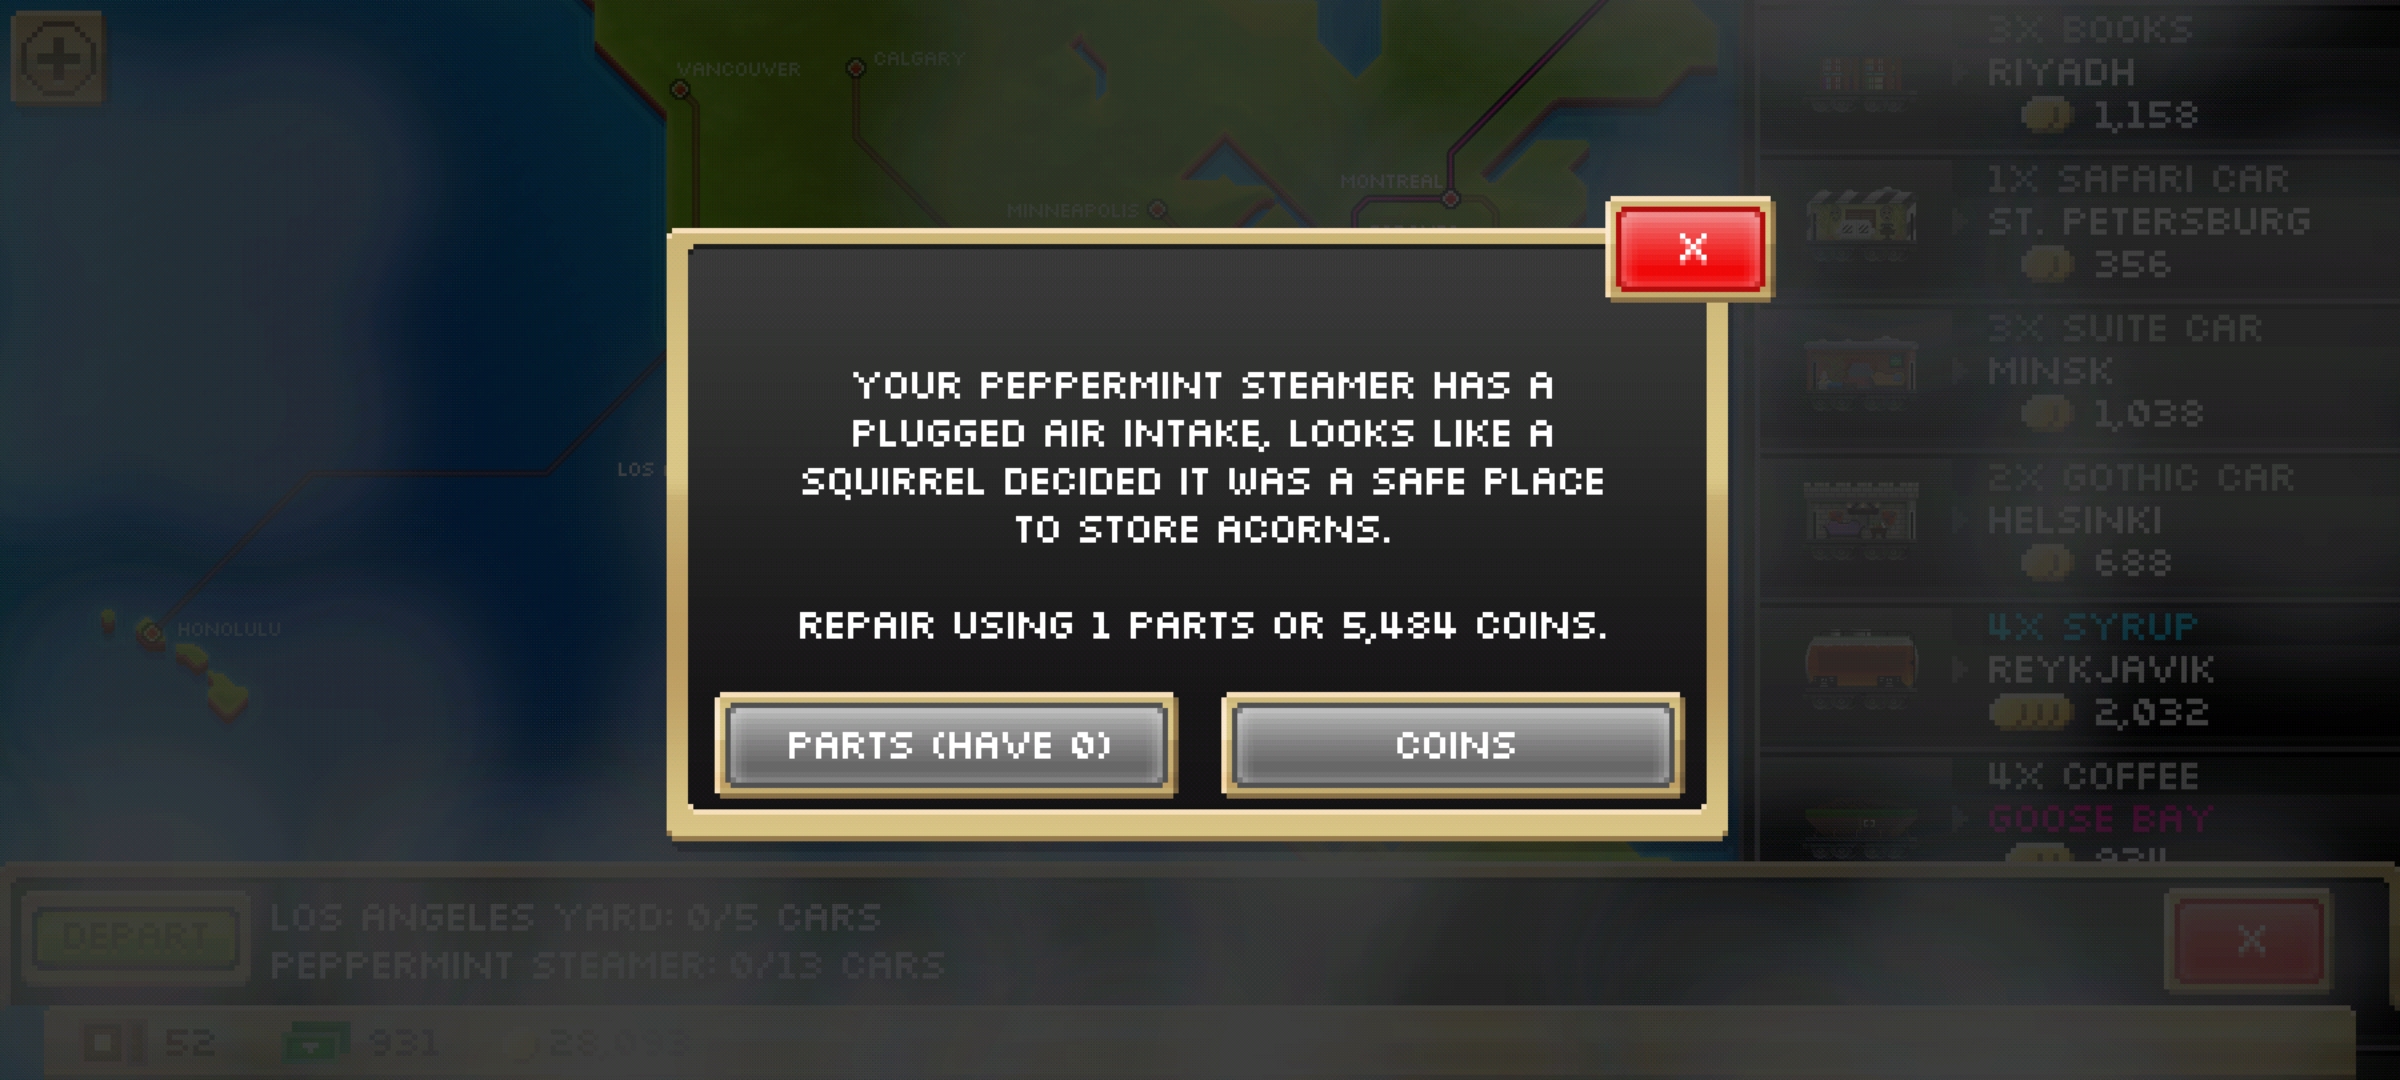 VANCOUVER
CALGARY
MINNEAPOLIS
MONTREAL
LOS
HONOLULU
3X BOOKS
RIYADH
1,158
1X SAFARI CAR
ST. PETERSBURG
356
3X SUITE CAR
MINSK
1,038
2X GOTHIC CAR
HELSINKI
688
4X SYRUP
REYKJAVIK
2,032
4X COFFEE
GOOSE BAY
X
YOUR PEPPERMINT STEAMER HAS A
PLUGGED AIR INTAKE, LOOKS LIKE A
SQUIRREL DECIDED IT WAS A SAFE PLACE
TO STORE ACORNS.
REPAIR USING 1 PARTS OR 5,484 COINS.
PARTS (HAVE 0)
COINS
DEPART
LOS ANGELES YARD: 0/5 CARS
PEPPERMINT STEAMER: 0/13 CARS
X
52
931
28,093